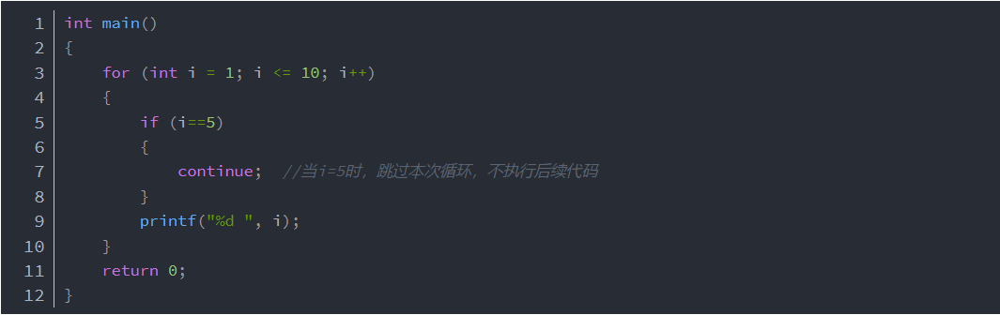 1 int main()
2 {
3     for (int i = 1; i <= 10; i++)
4     {
5         if (i==5)
6         {
7             continue;  //当i=5时，跳过本次循环，不执行后续代码
8         }
9         printf("%d ", i);
10     }
11     return 0;
12 }